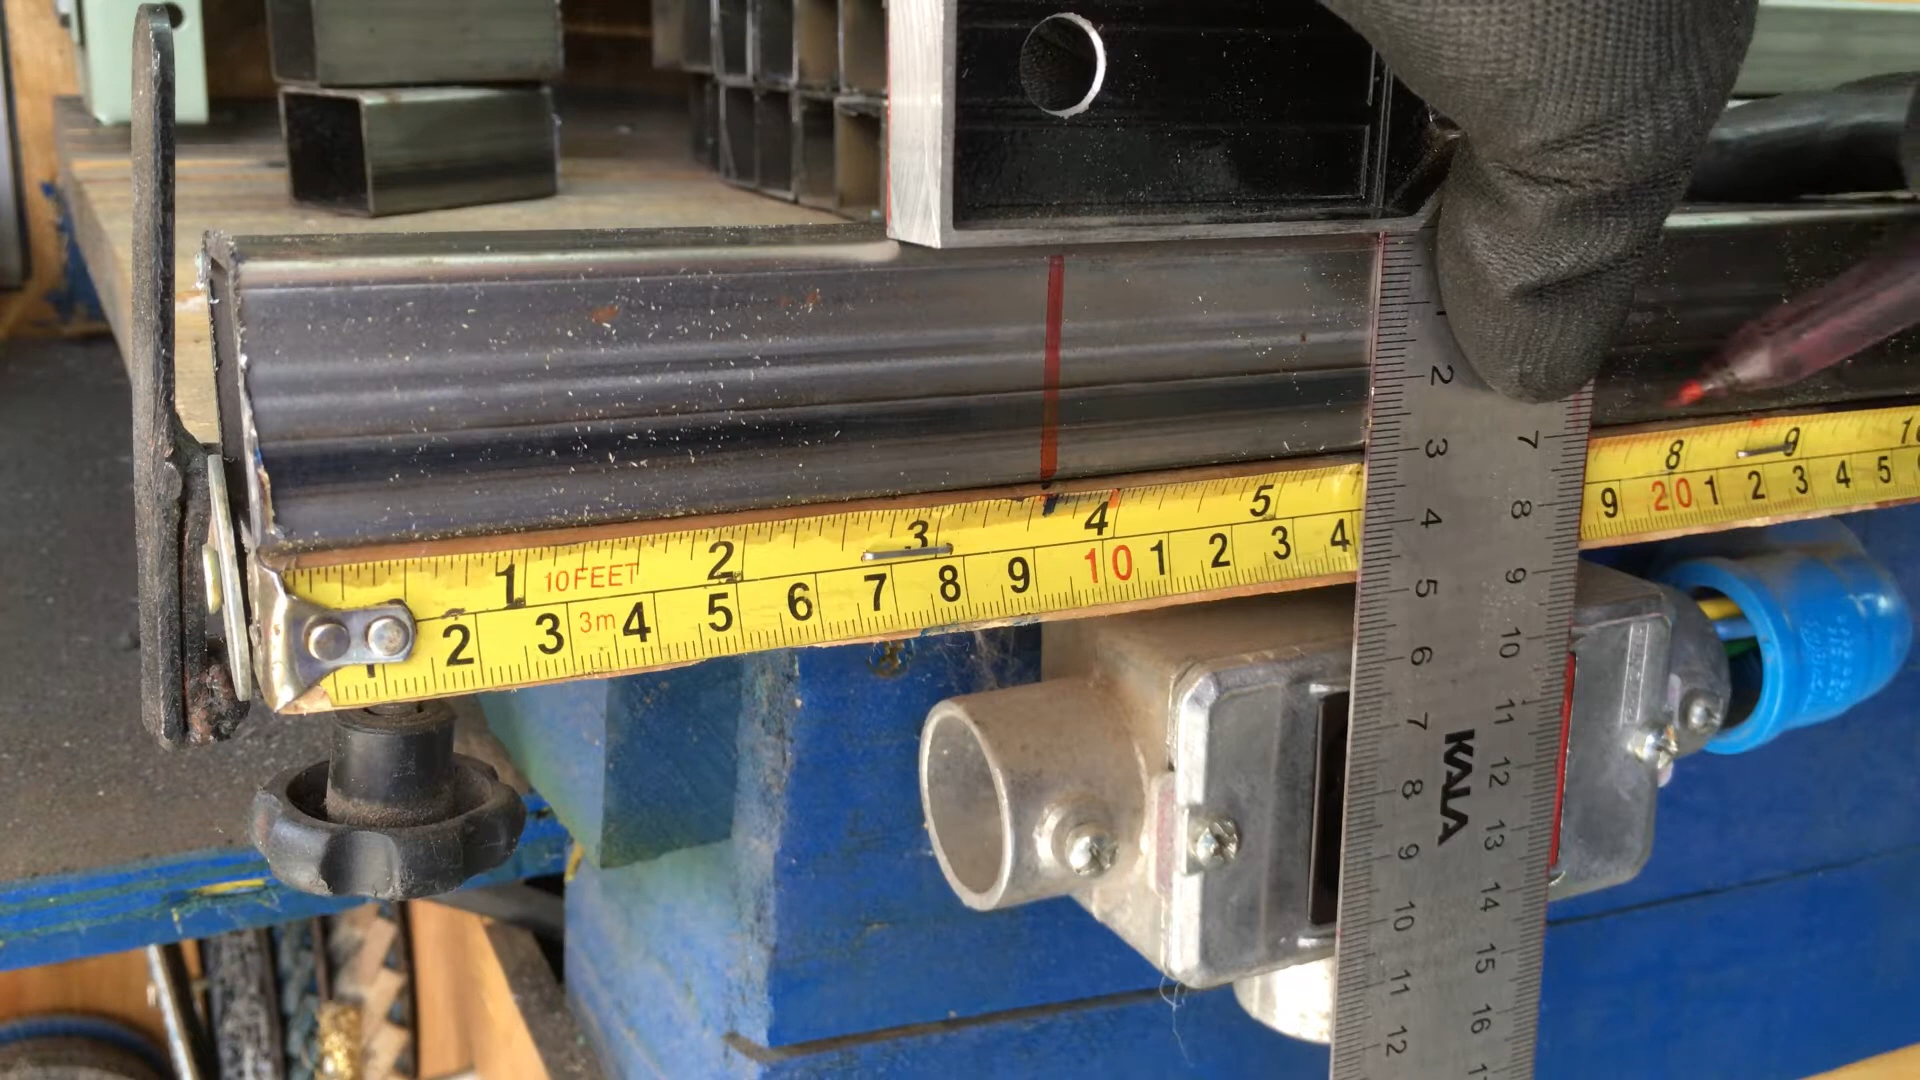 1 10FEET 2 3 4 5 8 9
1 2 3 3m 4 5 6 7 8 9 10 1 2 3 4 9 20 1 2 3 4 5
1 2 3 4 5 6 7 8 9 10 11 12
7 8 9 10 11 12 13 14 15 16
KALA